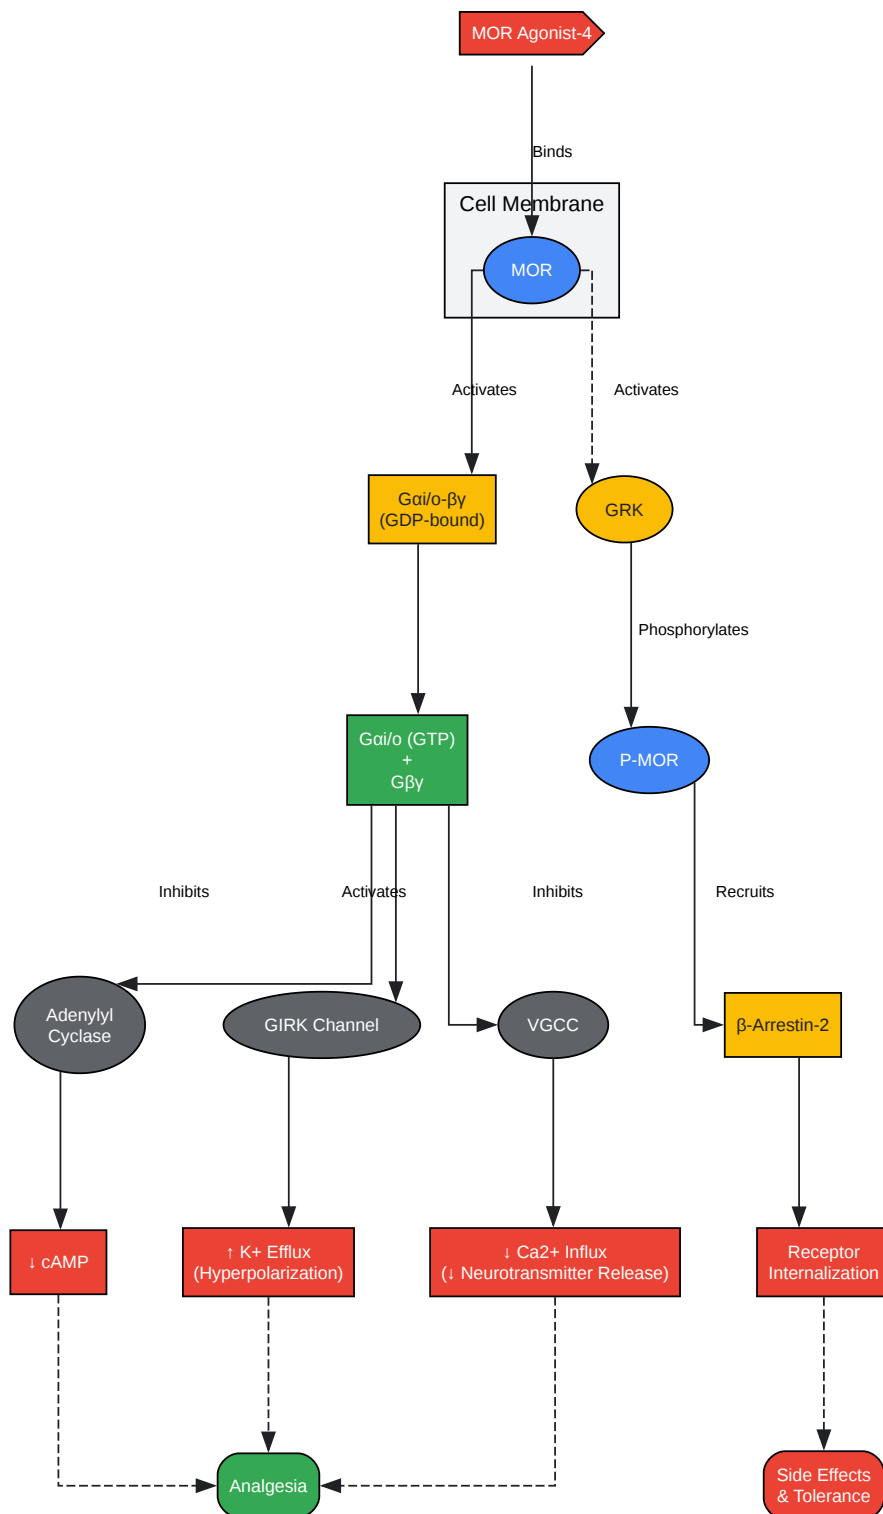 MOR Agonist-4
Binds
Cell Membrane
MOR
Activates
Activates
Gαi/o-βγ
(GDP-bound)
GRK
Phosphorylates
Gαi/o (GTP)
+
Gβγ
P-MOR
Inhibits
Activates
Inhibits
Recruits
Adenylyl
Cyclase
GIRK Channel
VGCC
β-Arrestin-2
↓ cAMP
↑ K+ Efflux
(Hyperpolarization)
↓ Ca2+ Influx
(↓ Neurotransmitter Release)
Receptor
Internalization
Analgesia
Side Effects
& Tolerance